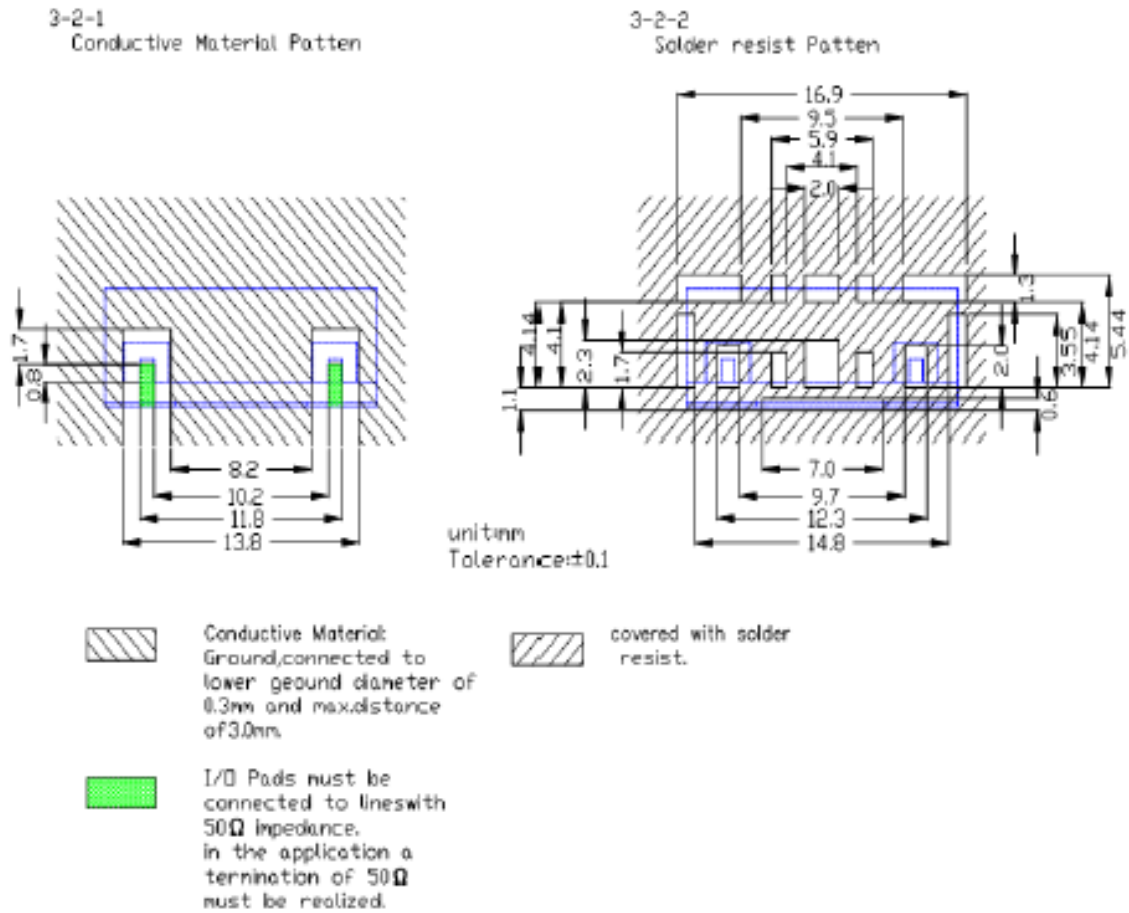 3-2-1
Conductive Material Patten
3-2-2
Solder resist Patten
16.9
9.5
5.9
4.1
2.0
1.7
0.8
8.2
10.2
11.8
13.8
1.1
4.14
4.1
2.3
1.7
2.0
1.3
3.55
4.14
5.44
0.6
7.0
9.7
12.3
14.8
unit:mm
Tolerance:±0.1
Conductive Material:
Ground,connected to
lower geound diameter of
0.3mm and max.distance
of3.0mm.
covered with solder
resist.
I/O Pads must be
connected to lineswith
50Ω impedance.
in the application a
termination of 50Ω
must be realized.